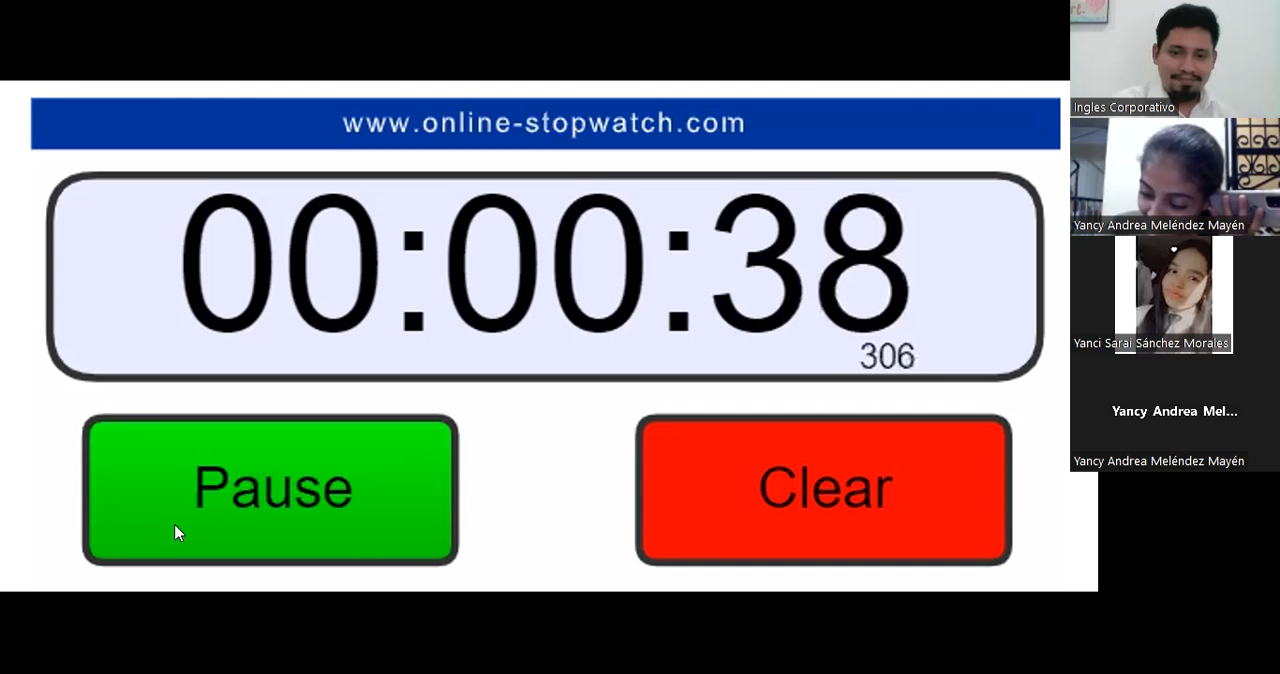 www.online-stopwatch.com
00:00:38
306
Pause
Clear
Ingles Corporativo
Yancy Andrea Meléndez Mayén
Yanci Sarai Sánchez Morales
Yancy Andrea Mel...
Yancy Andrea Meléndez Mayén